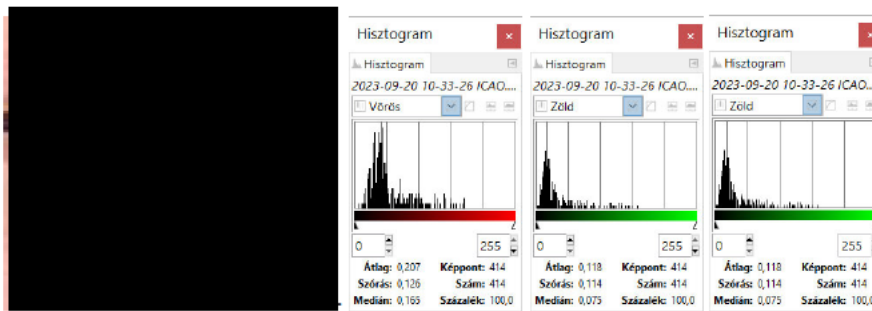 Hisztogram
Hisztogram
2023-09-20 10-33-26 ICAO....
Vörös
0
255
Átlag: 0,207 Képpont: 414
Szórás: 0,126 Szám: 414
Medián: 0,165 Százalék: 100,0
Hisztogram
Hisztogram
2023-09-20 10-33-26 ICAO....
Zöld
0
255
Átlag: 0,118 Képpont: 414
Szórás: 0,114 Szám: 414
Medián: 0,075 Százalék: 100,0
Hisztogram
Hisztogram
2023-09-20 10-33-26 ICAO...
Zöld
0
255
Átlag: 0,118 Képpont: 414
Szórás: 0,114 Szám: 414
Medián: 0,075 Százalék: 100,0